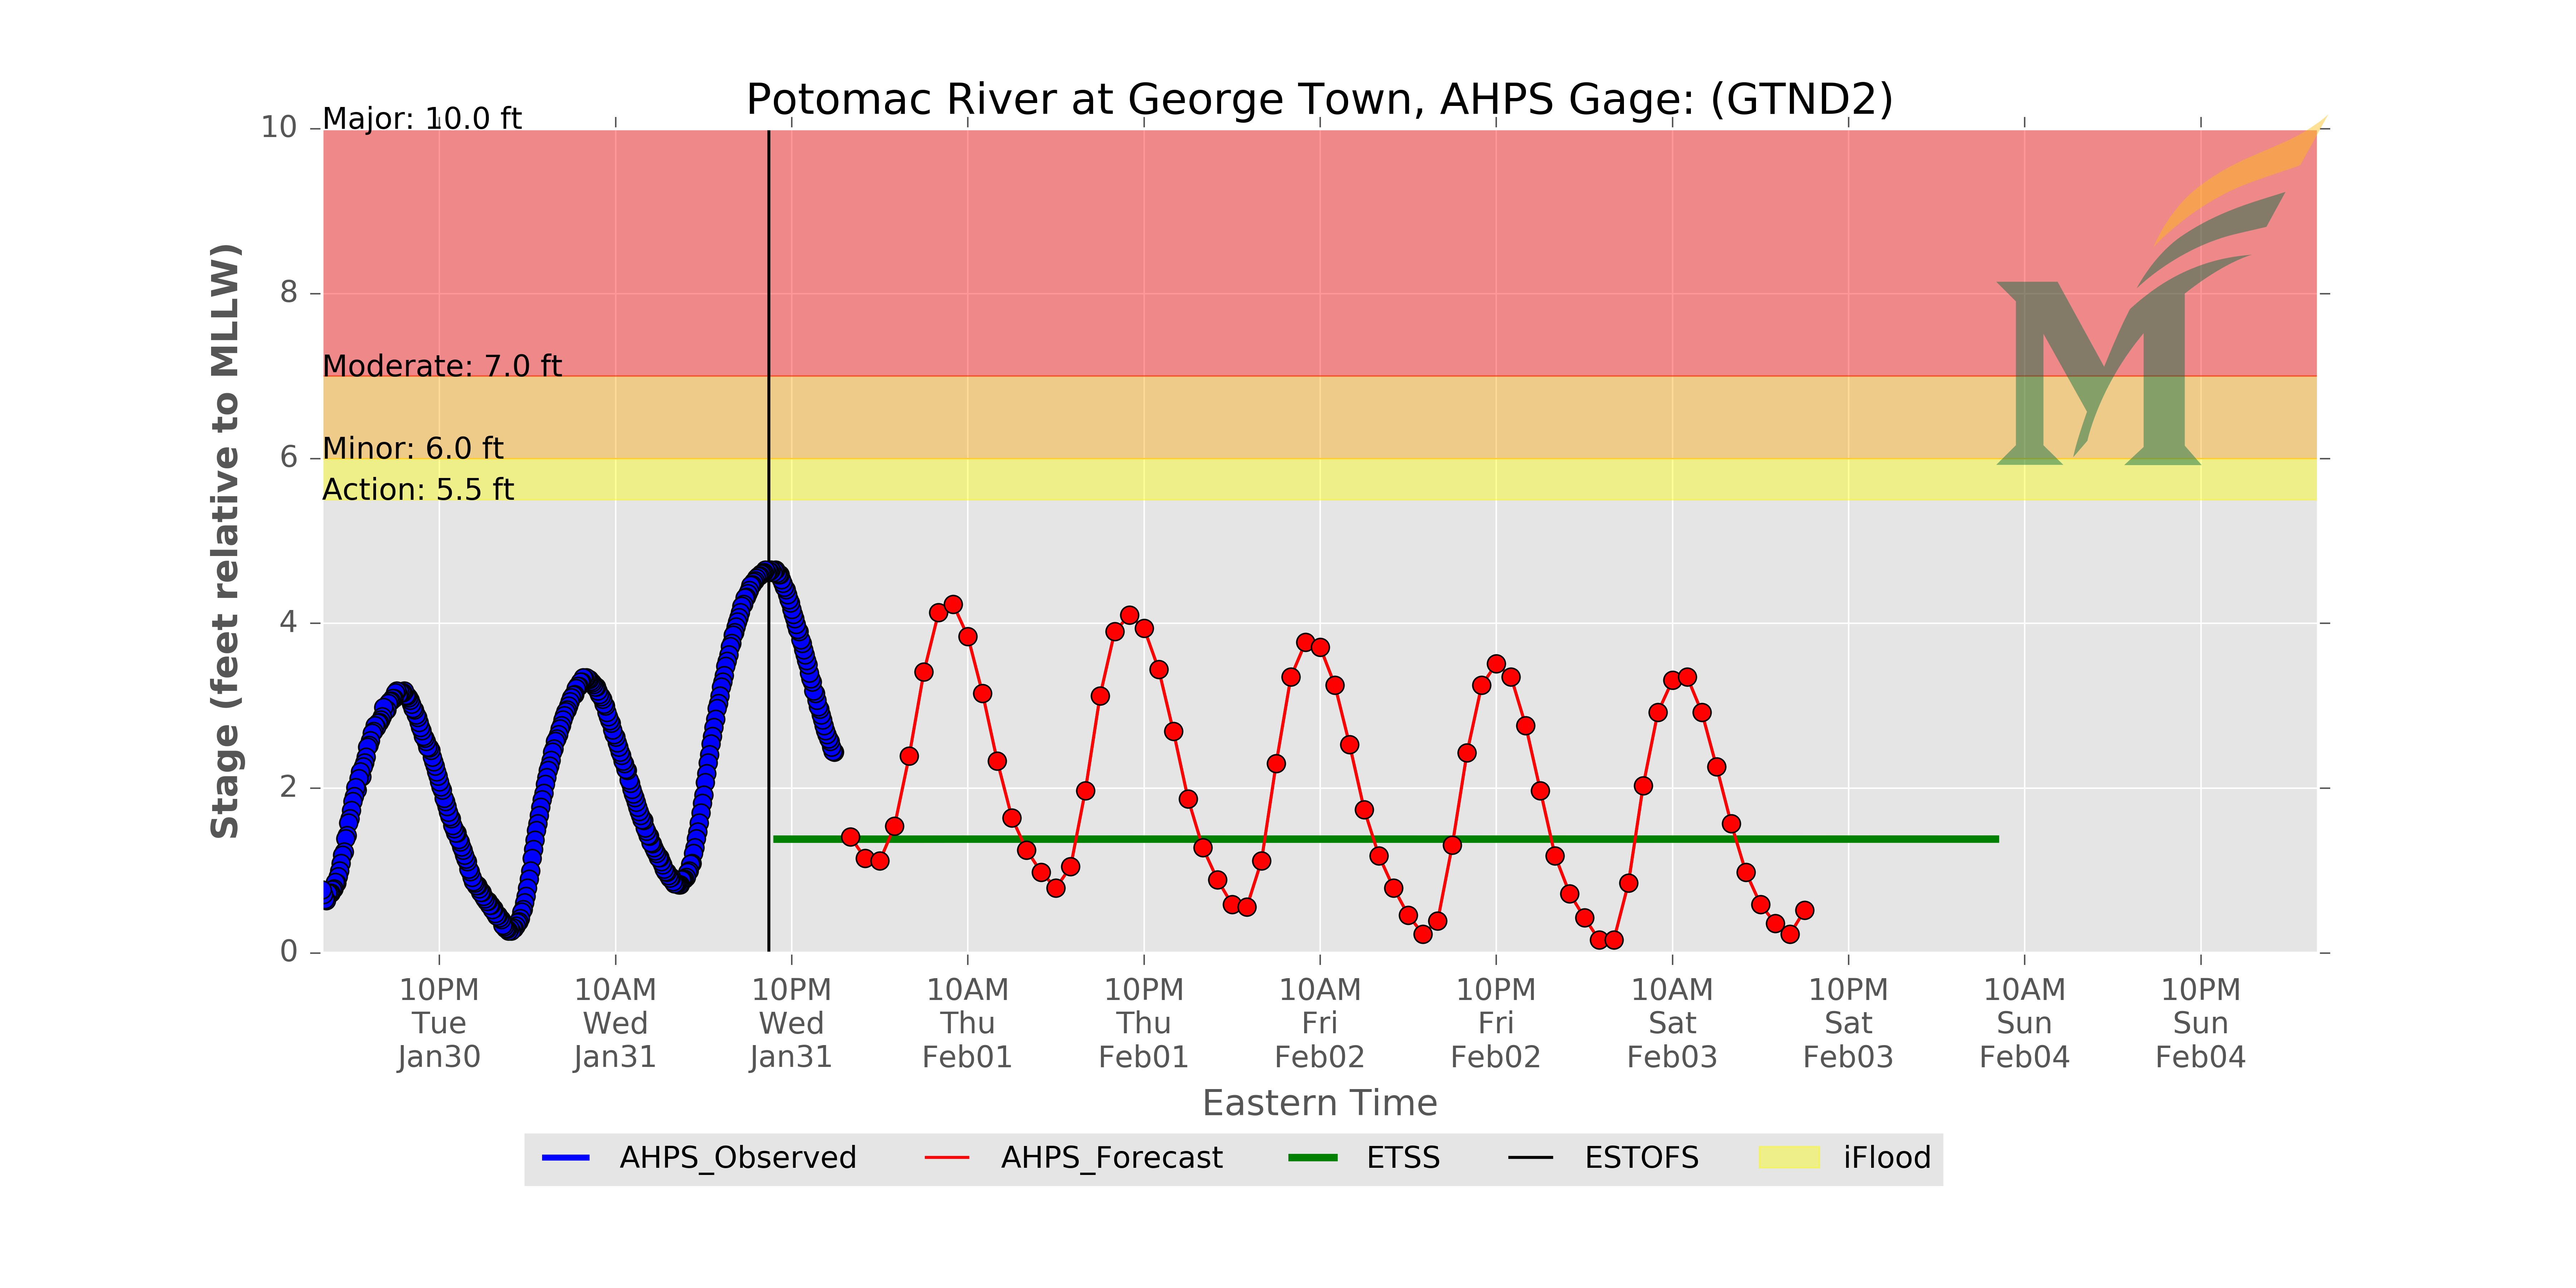 Potomac River at George Town, AHPS Gage: (GTND2)
Major: 10.0 ft
Moderate: 7.0 ft
Minor: 6.0 ft
Action: 5.5 ft
Stage (feet relative to MLLW)
10
8
6
4
2
0
10PM
Tue
Jan30
10AM
Wed
Jan31
10PM
Wed
Jan31
10AM
Thu
Feb01
10PM
Thu
Feb01
10AM
Fri
Feb02
10PM
Fri
Feb02
10AM
Sat
Feb03
10PM
Sat
Feb03
10AM
Sun
Feb04
10PM
Sun
Feb04
Eastern Time
AHPS_Observed
AHPS_Forecast
ETSS
ESTOFS
iFlood
M